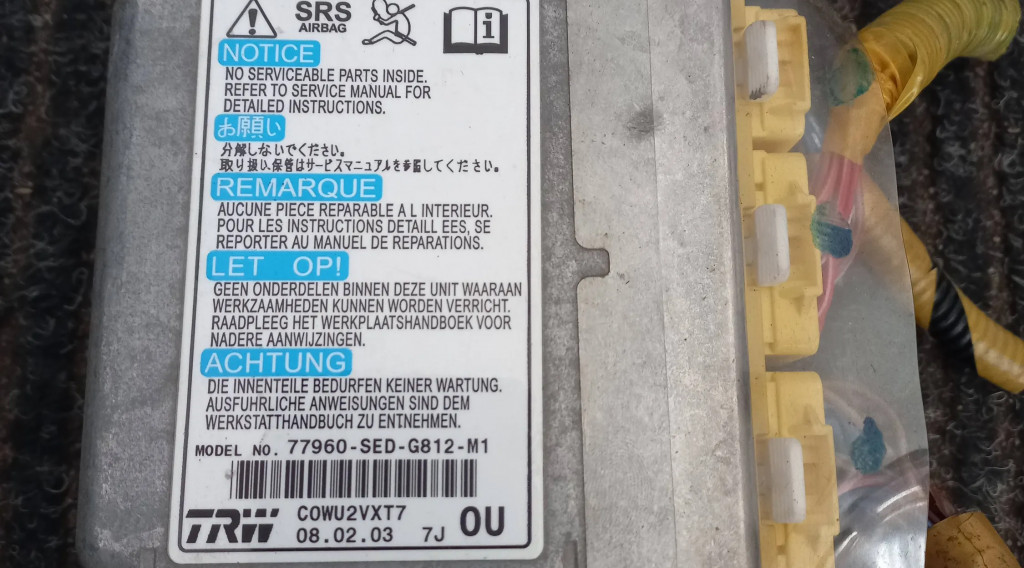 SRS
AIRBAG
NOTICE
NO SERVICEABLE PARTS INSIDE.
REFER TO SERVICE MANUAL FOR
DETAILED INSTRUCTIONS.
お願い
分解しないでください。
取り扱い、保管はサービスマニュアルを参照してください。
REMARQUE
AUCUNE PIECE REPARABLE A L INTERIEUR.
POUR LES INSTRUCTIONS DETAILL EES, SE
REPORTER AU MANUEL DE REPARATIONS.
LET OP!
GEEN ONDERDELEN BINNEN DEZE UNIT WAARAAN
WERKZAAMHEDEN KUNNEN WORDEN VERRICHT.
RAADPLEEG HET WERKPLAATSHANDBOEK VOOR
NADERE AANWIJZINGEN.
ACHTUNG
DIE INNENTEILE BEDURFEN KEINER WARTUNG.
AUSFUHRLICHE ANWEISUNGEN SIND DEM
WERKSTATTHANDBUCH ZU ENTNEHMEN.
MODEL NO. 77960-SED-G812-M1
TRW COWU2VXT7
08.02.03 7J OU